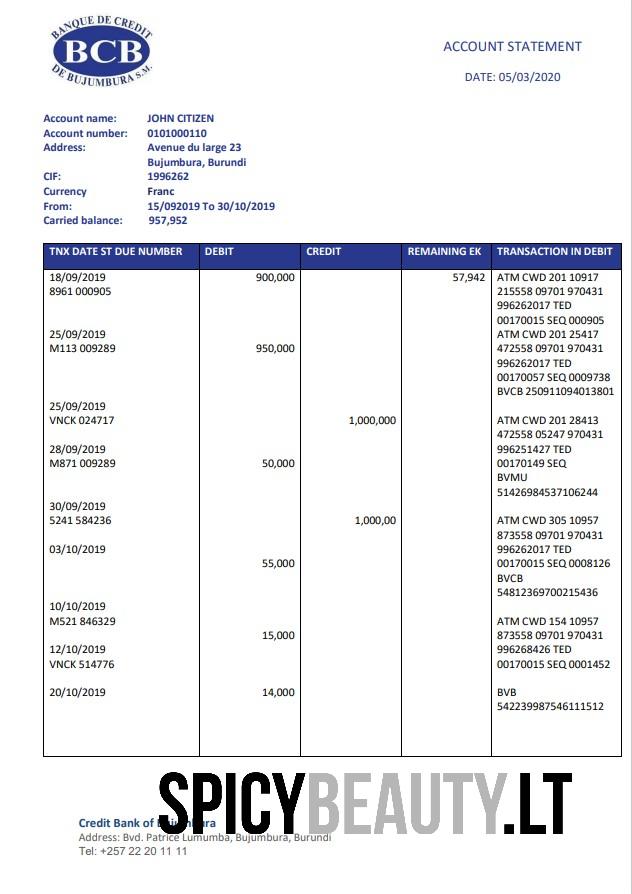 BANQUE DE CREDIT
BCB
DE BUJUMBURA S.M.
ACCOUNT STATEMENT
DATE: 05/03/2020
Account name: JOHN CITIZEN
Account number: 0101000110
Address: Avenue du large 23
Bujumbura, Burundi
CIF: 1996262
Currency Franc
From: 15/092019 To 30/10/2019
Carried balance: 957,952
TNX DATE ST DUE NUMBER DEBIT CREDIT REMAINING EK TRANSACTION IN DEBIT
18/09/2019 900,000 57,942 ATM CWD 201 10917
8961 000905 215558 09701 970431
996262017 TED
00170015 SEQ 000905
25/09/2019 ATM CWD 201 25417
M113 009289 950,000 472558 09701 970431
996262017 TED
00170057 SEQ 0009738
BVCB 250911094013801
25/09/2019
VNCK 024717 1,000,000 ATM CWD 201 28413
472558 05247 970431
28/09/2019 996251427 TED
M871 009289 50,000 00170149 SEQ
BVMU
51426984537106244
30/09/2019
5241 584236 1,000,00 ATM CWD 305 10957
873558 09701 970431
03/10/2019 996262017 TED
55,000 00170015 SEQ 0008126
BVCB
54812369700215436
10/10/2019
M521 846329 ATM CWD 154 10957
15,000 873558 09701 970431
12/10/2019 996268426 TED
VNCK 514776 00170015 SEQ 0001452
20/10/2019 14,000 BVB
542239987546111512
SPICYBEAUTY.LT
Credit Bank of Bujumbura
Address: Bvd. Patrice Lumumba, Bujumbura, Burundi
Tel: +257 22 20 11 11